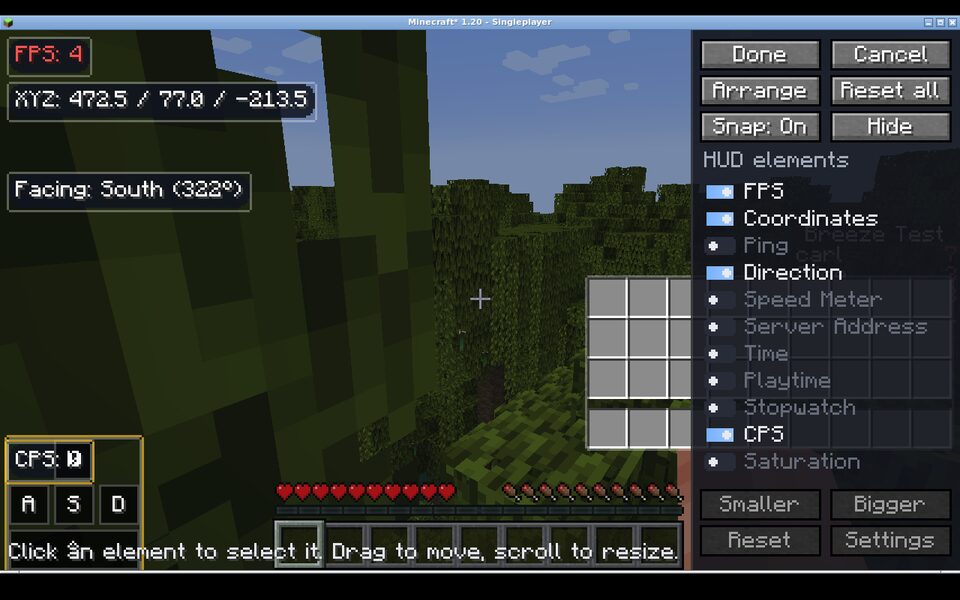 Minecraft* 1.20 - Singleplayer
FPS: 4
XYZ: 472.5 / 77.0 / -213.5
Facing: South (322°)
CPS: 0
A S D
Click an element to select it. Drag to move, scroll to resize.
Done Cancel
Arrange Reset all
Snap: On Hide
HUD elements
FPS
Coordinates
Ping
Direction
Speed Meter
Server Address
Time
Playtime
Stopwatch
CPS
Saturation
Smaller Bigger
Reset Settings
Breeze Test